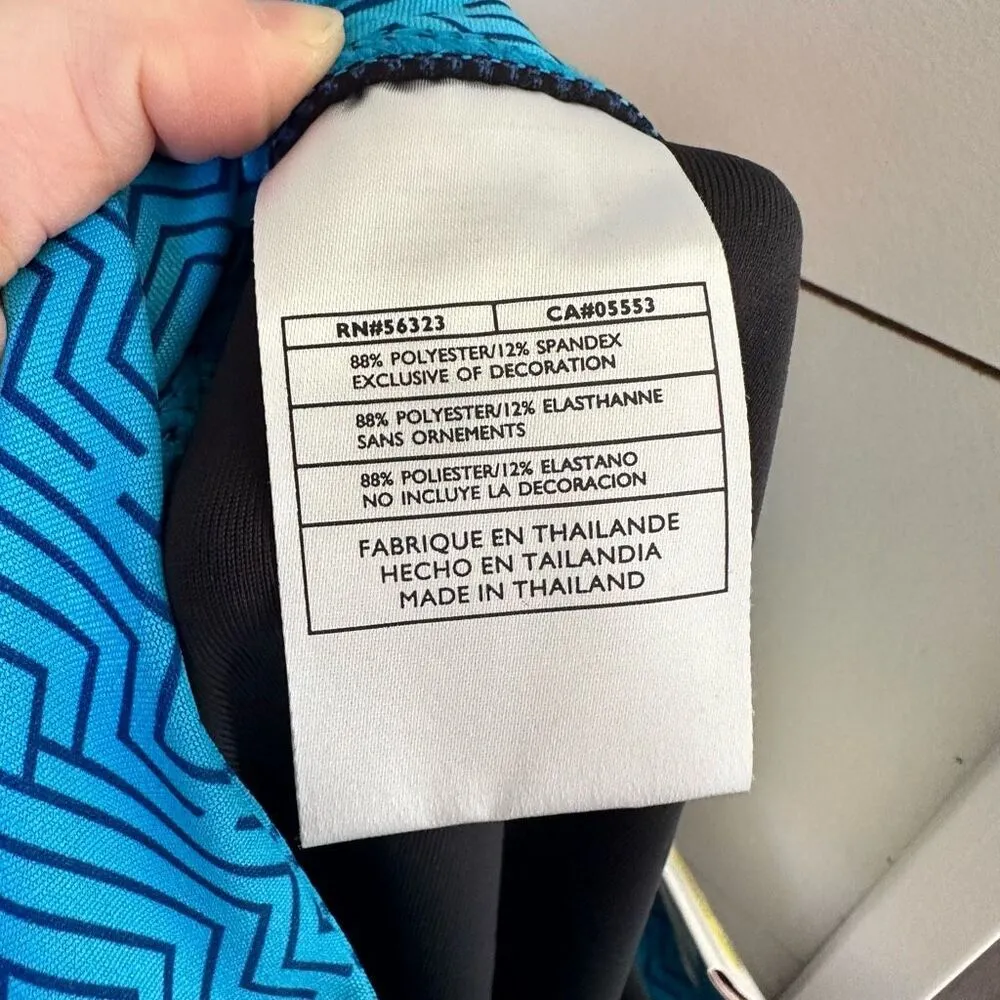 RN#56323 CA#05553
88% POLYESTER/12% SPANDEX
EXCLUSIVE OF DECORATION
88% POLYESTER/12% ELASTHANNE
SANS ORNEMENTS
88% POLIESTER/12% ELASTANO
NO INCLUYE LA DECORACION
FABRIQUE EN THAILANDE
HECHO EN TAILANDIA
MADE IN THAILAND